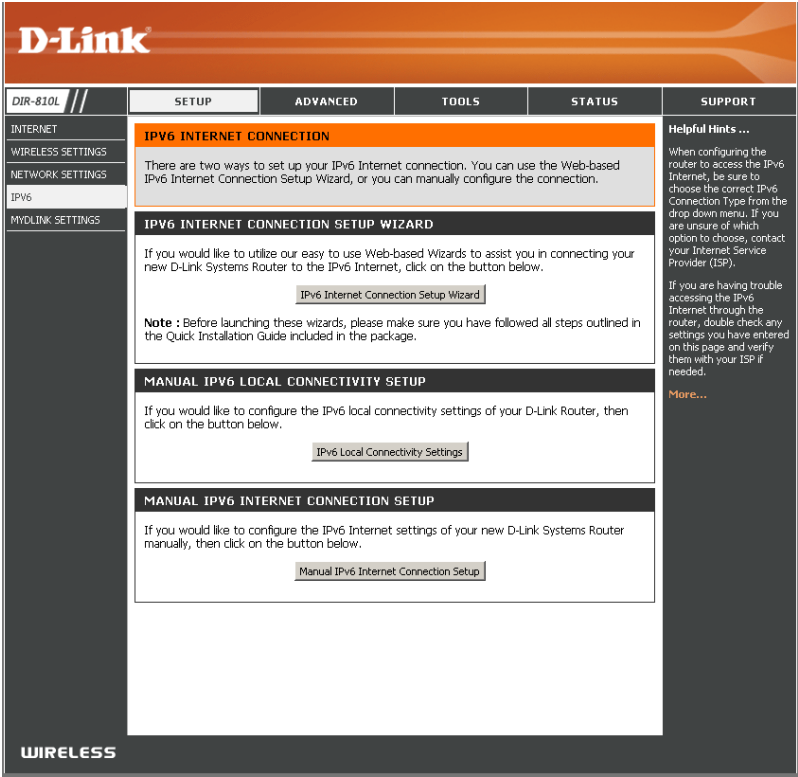 D-Link
DIR-810L
SETUP
ADVANCED
TOOLS
STATUS
SUPPORT
INTERNET
WIRELESS SETTINGS
NETWORK SETTINGS
IPV6
MYDLINK SETTINGS
IPV6 INTERNET CONNECTION
There are two ways to set up your IPv6 Internet connection. You can use the Web-based
IPv6 Internet Connection Setup Wizard, or you can manually configure the connection.
IPV6 INTERNET CONNECTION SETUP WIZARD
If you would like to utilize our easy to use Web-based Wizards to assist you in connecting your
new D-Link Systems Router to the IPv6 Internet, click on the button below.
IPv6 Internet Connection Setup Wizard
Note : Before launching these wizards, please make sure you have followed all steps outlined in
the Quick Installation Guide included in the package.
MANUAL IPV6 LOCAL CONNECTIVITY SETUP
If you would like to configure the IPv6 local connectivity settings of your D-Link Router, then
click on the button below.
IPv6 Local Connectivity Settings
MANUAL IPV6 INTERNET CONNECTION SETUP
If you would like to configure the IPv6 Internet settings of your new D-Link Systems Router
manually, then click on the button below.
Manual IPv6 Internet Connection Setup
Helpful Hints ...
When configuring the
router to access the IPv6
Internet, be sure to
choose the correct IPv6
Connection Type from the
drop down menu. If you
are unsure of which
option to choose, contact
your Internet Service
Provider (ISP).
If you are having trouble
accessing the IPv6
Internet through the
router, double check any
settings you have entered
on this page and verify
them with your ISP if
needed.
More...
WIRELESS